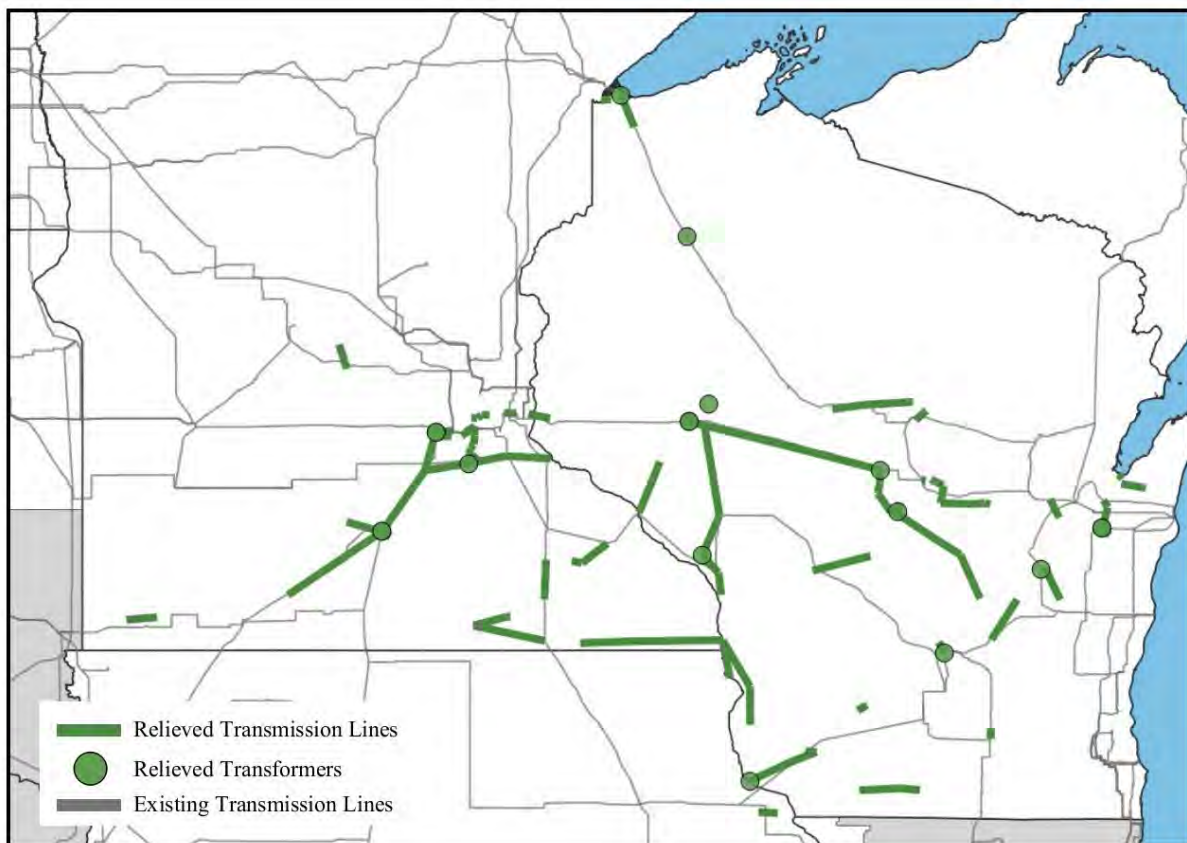 Relieved Transmission Lines
Relieved Transformers
Existing Transmission Lines